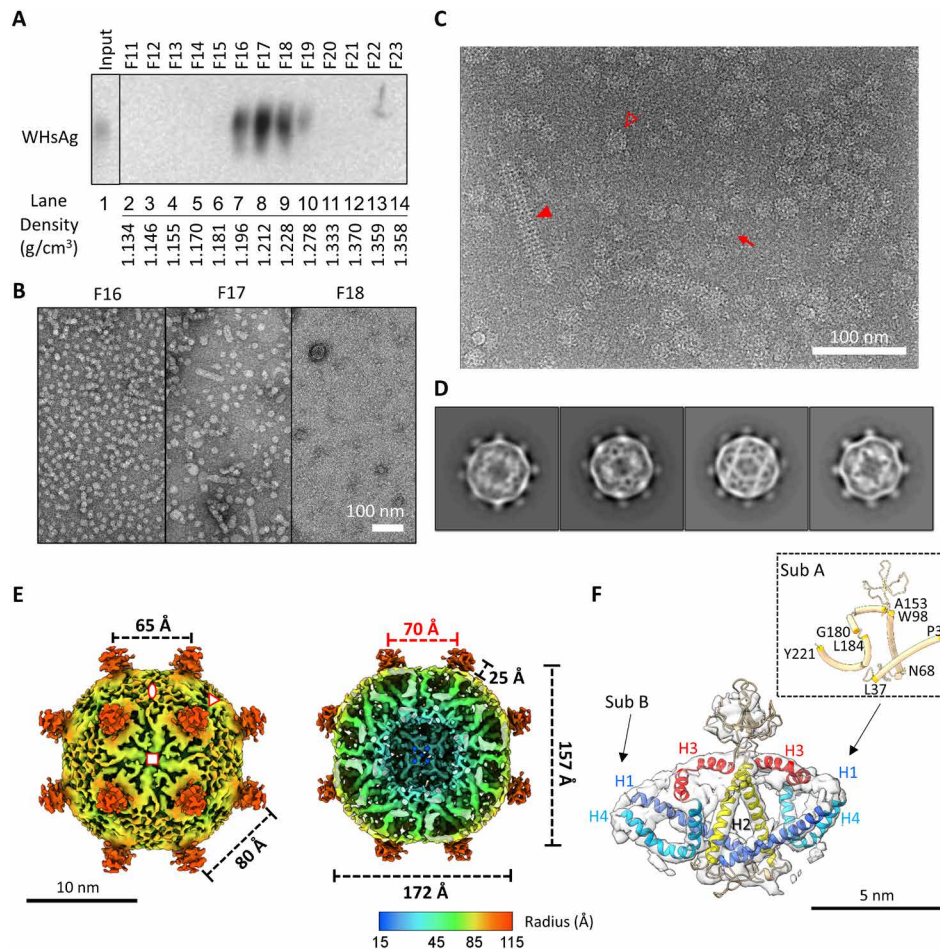 A
Input F11 F12 F13 F14 F15 F16 F17 F18 F19 F20 F21 F22 F23
WHsAg
Lane 1 2 3 4 5 6 7 8 9 10 11 12 13 14
Density
(g/cm³)
1.134 1.146 1.155 1.170 1.181 1.196 1.212 1.228 1.278 1.333 1.370 1.359 1.358
B
F16 F17 F18
100 nm
C
100 nm
D
E
65 Å
70 Å
25 Å
157 Å
80 Å
172 Å
10 nm
Radius (Å)
15 45 85 115
F
Sub A
A153
W98
G180
L184
P3
Y221
N68
L37
Sub B
H3 H3
H1 H1
H4 H4
H2
5 nm